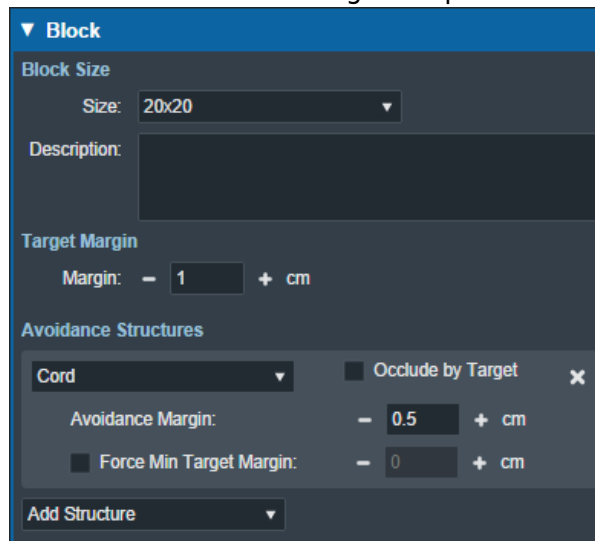 Block
Block Size
Size: 20x20
Description:
Target Margin
Margin: − 1 + cm
Avoidance Structures
Cord Occlude by Target
Avoidance Margin: − 0.5 + cm
Force Min Target Margin: − 0 + cm
Add Structure